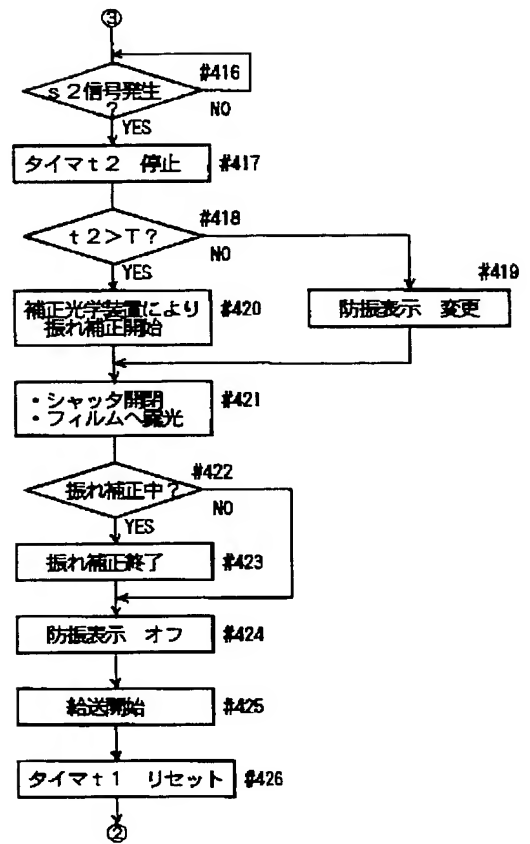 ③
#416
s2信号発生
?
NO
YES
タイマt2 停止 #417
#418
t2>T?
NO
YES
#419
補正光学装置により
振れ補正開始
#420
防振表示 変更
・シャッタ開閉
・フィルムへ露光
#421
#422
振れ補正中?
NO
YES
振れ補正終了 #423
防振表示 オフ #424
給送開始 #425
タイマt1 リセット #426
②